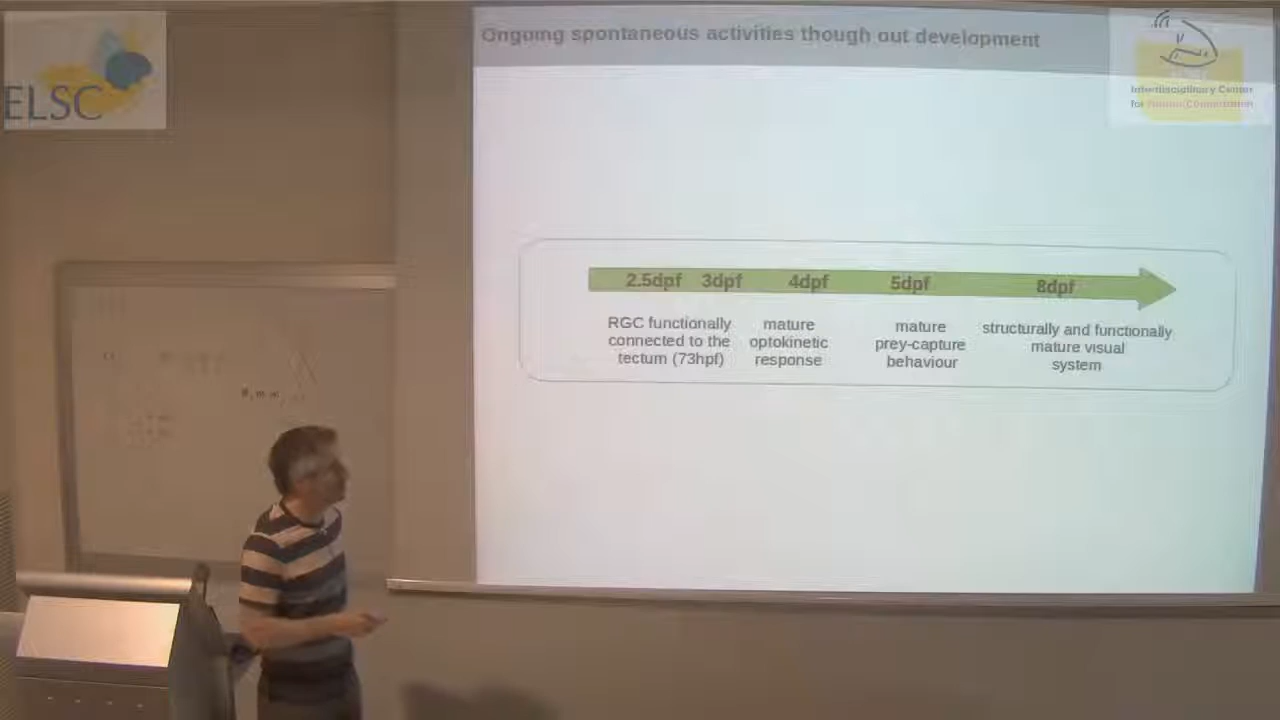 ELSC
Ongoing spontaneous activities though out development
Interdisciplinary Center
for
2.5dpf 3dpf 4dpf 5dpf 8dpf
RGC functionally
connected to the
tectum (73hpf)
mature
optokinetic
response
mature
prey-capture
behaviour
structurally and functionally
mature visual
system